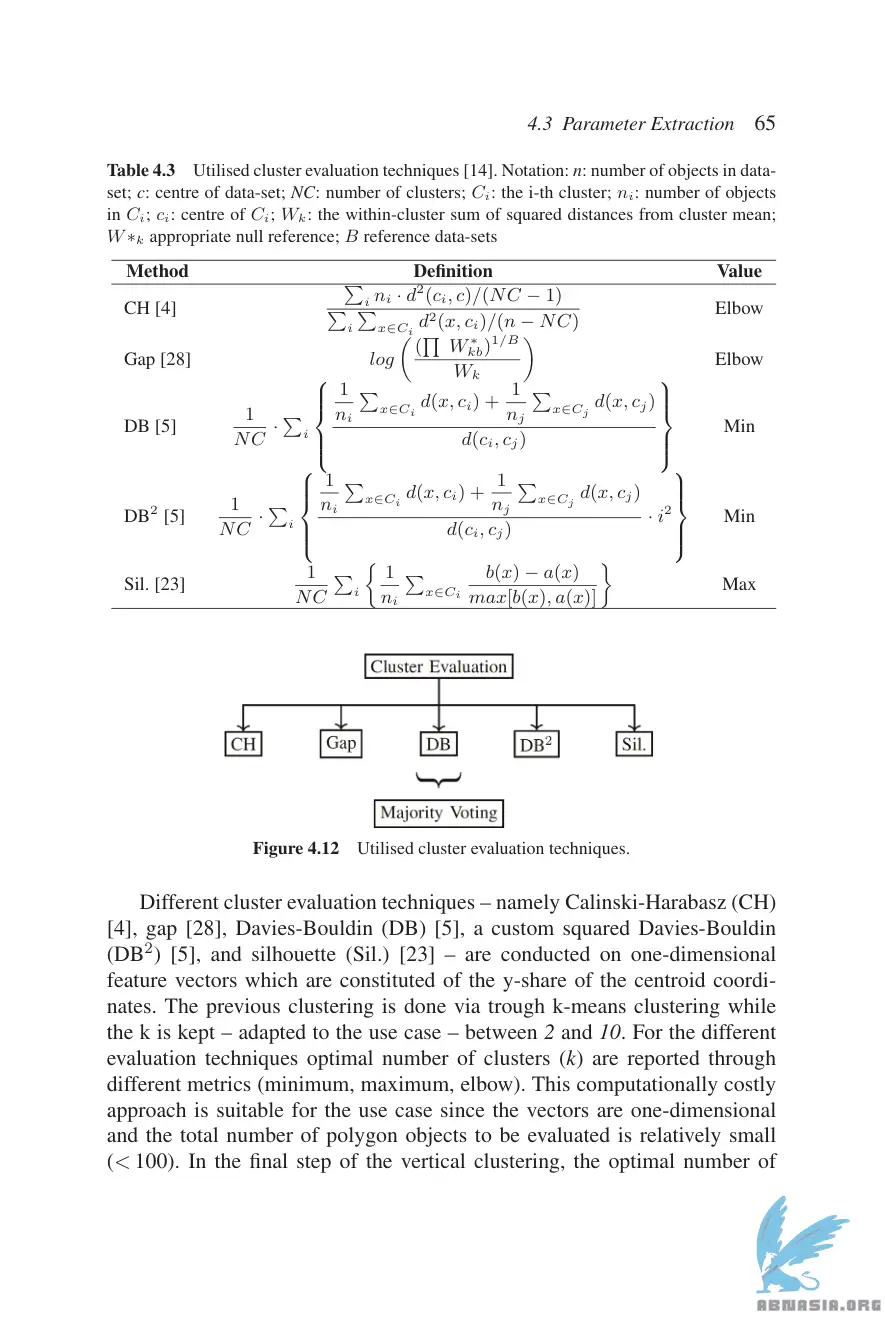 4.3 Parameter Extraction 65
Table 4.3 Utilised cluster evaluation techniques [14]. Notation: n: number of objects in data-
set; c: centre of data-set; NC: number of clusters; C_i: the i-th cluster; n_i: number of objects
in C_i; c_i: centre of C_i; W_k: the within-cluster sum of squared distances from cluster mean;
W*_k appropriate null reference; B reference data-sets
Method Definition Value
CH [4] \frac{\sum_i n_i \cdot d^2(c_i, c)/(NC - 1)}{\sum_i \sum_{x \in C_i} d^2(x, c_i)/(n - NC)} Elbow
Gap [28] log \left( \frac{(\prod W^*_{kb})^{1/B}}{W_k} \right) Elbow
DB [5] \frac{1}{NC} \cdot \sum_i \left\{ \frac{\frac{1}{n_i} \sum_{x \in C_i} d(x, c_i) + \frac{1}{n_j} \sum_{x \in C_j} d(x, c_j)}{d(c_i, c_j)} \right\} Min
DB² [5] \frac{1}{NC} \cdot \sum_i \left\{ \frac{\frac{1}{n_i} \sum_{x \in C_i} d(x, c_i) + \frac{1}{n_j} \sum_{x \in C_j} d(x, c_j)}{d(c_i, c_j)} \cdot i^2 \right\} Min
Sil. [23] \frac{1}{NC} \sum_i \left\{ \frac{1}{n_i} \sum_{x \in C_i} \frac{b(x) - a(x)}{max[b(x), a(x)]} \right\} Max
Cluster Evaluation
CH Gap DB DB² Sil.
Majority Voting
Figure 4.12 Utilised cluster evaluation techniques.
Different cluster evaluation techniques – namely Calinski-Harabasz (CH)
[4], gap [28], Davies-Bouldin (DB) [5], a custom squared Davies-Bouldin
(DB²) [5], and silhouette (Sil.) [23] – are conducted on one-dimensional
feature vectors which are constituted of the y-share of the centroid coordi-
nates. The previous clustering is done via trough k-means clustering while
the k is kept – adapted to the use case – between 2 and 10. For the different
evaluation techniques optimal number of clusters (k) are reported through
different metrics (minimum, maximum, elbow). This computationally costly
approach is suitable for the use case since the vectors are one-dimensional
and the total number of polygon objects to be evaluated is relatively small
(< 100). In the final step of the vertical clustering, the optimal number of
ABNASIA.ORG